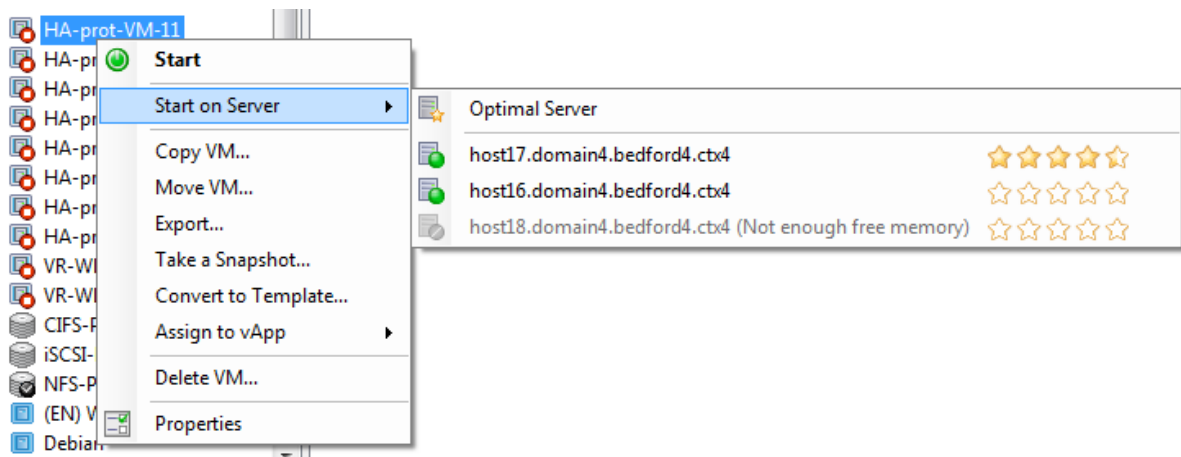 HA-prot-VM-11
HA-pr
Start
HA-pr
HA-pr
Start on Server
Optimal Server
HA-pr
Copy VM...
host17.domain4.bedford4.ctx4
HA-pr
Move VM...
host16.domain4.bedford4.ctx4
HA-pr
Export...
host18.domain4.bedford4.ctx4 (Not enough free memory)
HA-pr
VR-WI
Take a Snapshot...
VR-WI
Convert to Template...
CIFS-P
Assign to vApp
iSCSI-
NFS-P
Delete VM...
(EN) V
Properties
Debian